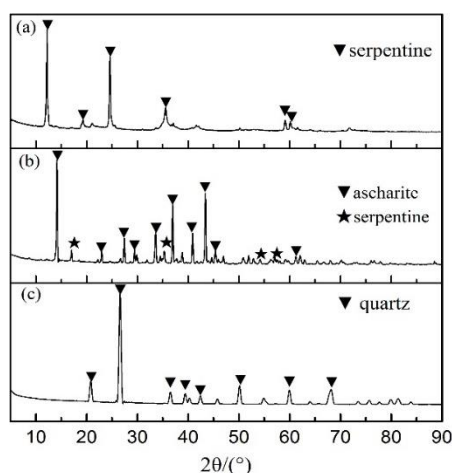 (a)
▼ serpentine
(b)
▼ ascharite
★ serpentine
(c)
▼ quartz
10 20 30 40 50 60 70 80 90
2θ/(°)